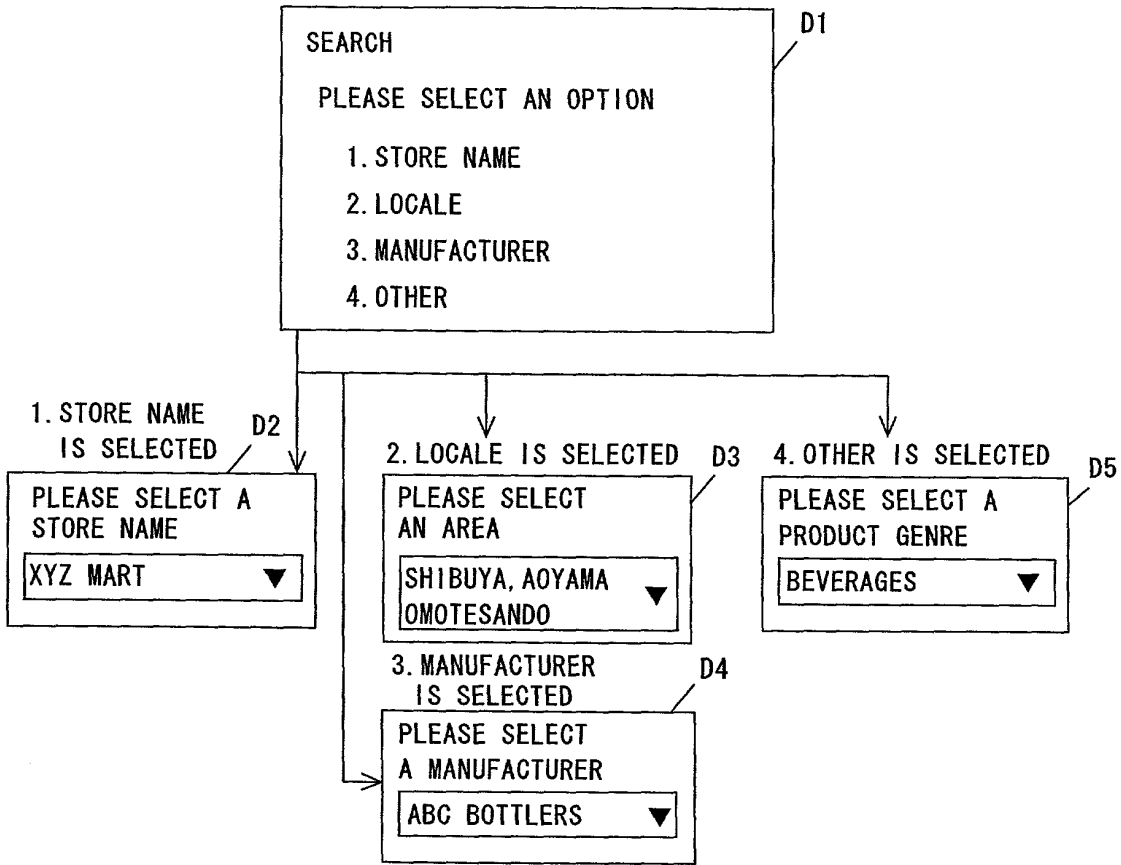 D1
SEARCH
PLEASE SELECT AN OPTION
1. STORE NAME
2. LOCALE
3. MANUFACTURER
4. OTHER
1. STORE NAME
IS SELECTED
D2
PLEASE SELECT A
STORE NAME
XYZ MART ▼
2. LOCALE IS SELECTED
D3
PLEASE SELECT
AN AREA
SHIBUYA, AOYAMA
OMOTESANDO ▼
4. OTHER IS SELECTED
D5
PLEASE SELECT A
PRODUCT GENRE
BEVERAGES ▼
3. MANUFACTURER
IS SELECTED
D4
PLEASE SELECT
A MANUFACTURER
ABC BOTTLERS ▼